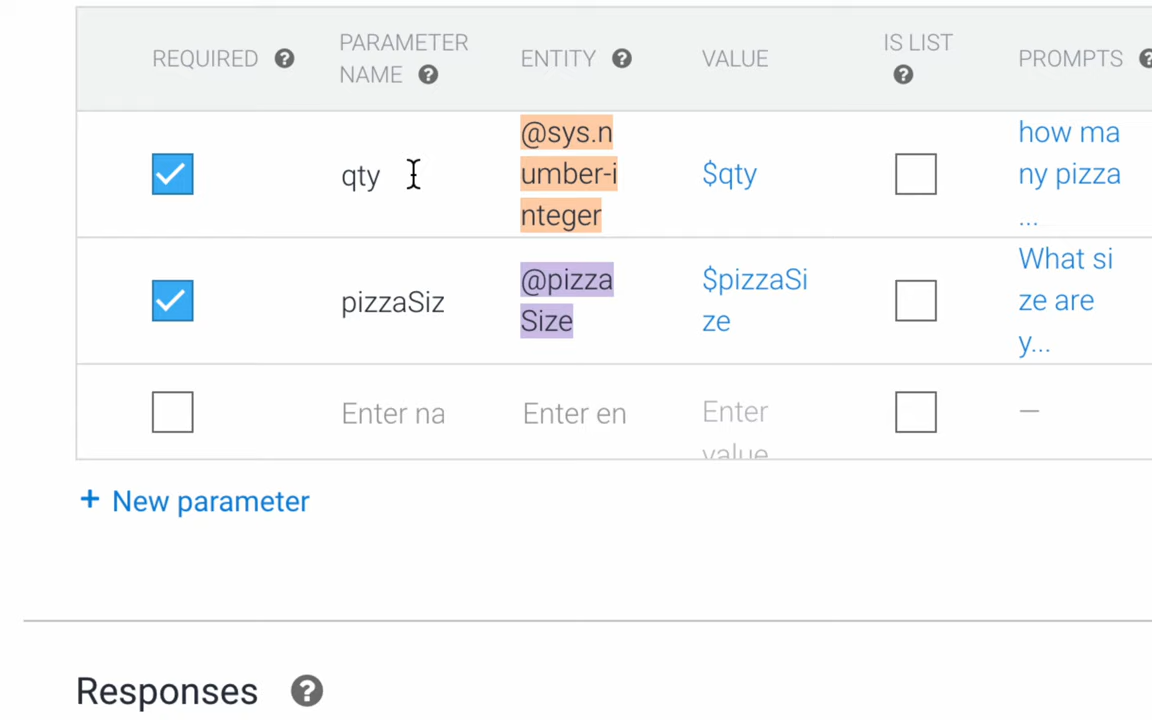 REQUIRED
PARAMETER
NAME
ENTITY
VALUE
IS LIST
PROMPTS
qty
@sys.n
umber-i
nteger
$qty
how ma
ny pizza
...
pizzaSiz
@pizza
Size
$pizzaSi
ze
What si
ze are
y...
Enter na
Enter en
Enter
value
—
+ New parameter
Responses